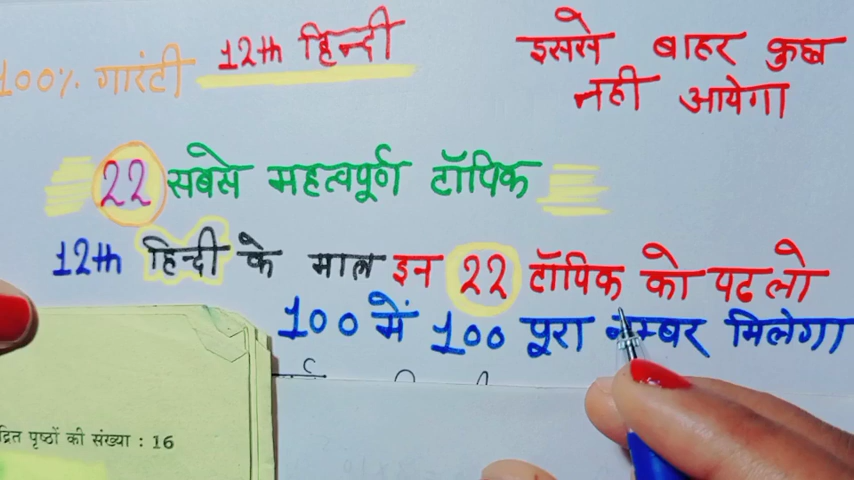 100% गारंटी 12th हिन्दी
इससे बाहर कुछ
नही आयेगा
22 सबसे महत्वपूर्ण टॉपिक
12th हिन्दी के मात्र इन 22 टॉपिक को पढ लो
100 में 100 पूरा नम्बर मिलेगा
द्रित पृष्ठों की संख्या : 16